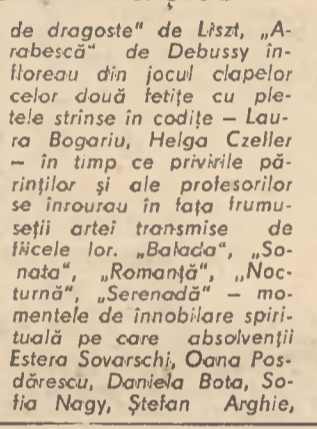 de dragoste" de Liszt, „A-
rabescă" de Debussy în-
floreau din jocul clapelor
celor două fetițe cu ple-
tele strînse în codițe – Lau-
ra Bogariu, Helga Czeller
– în timp ce privirile pă-
rinților și ale profesorilor
se înrourau în fața frumu-
seții artei transmise de
fiicele lor. „Balada", „So-
nata", „Romanță", „Noc-
turnă", „Serenadă" – mo-
mentele de înnobilare spiri-
tuală pe care absolvenții
Estera Sovarschi, Oana Pos-
dărescu, Daniela Bota, So-
fia Nagy, Ștefan Arghie,